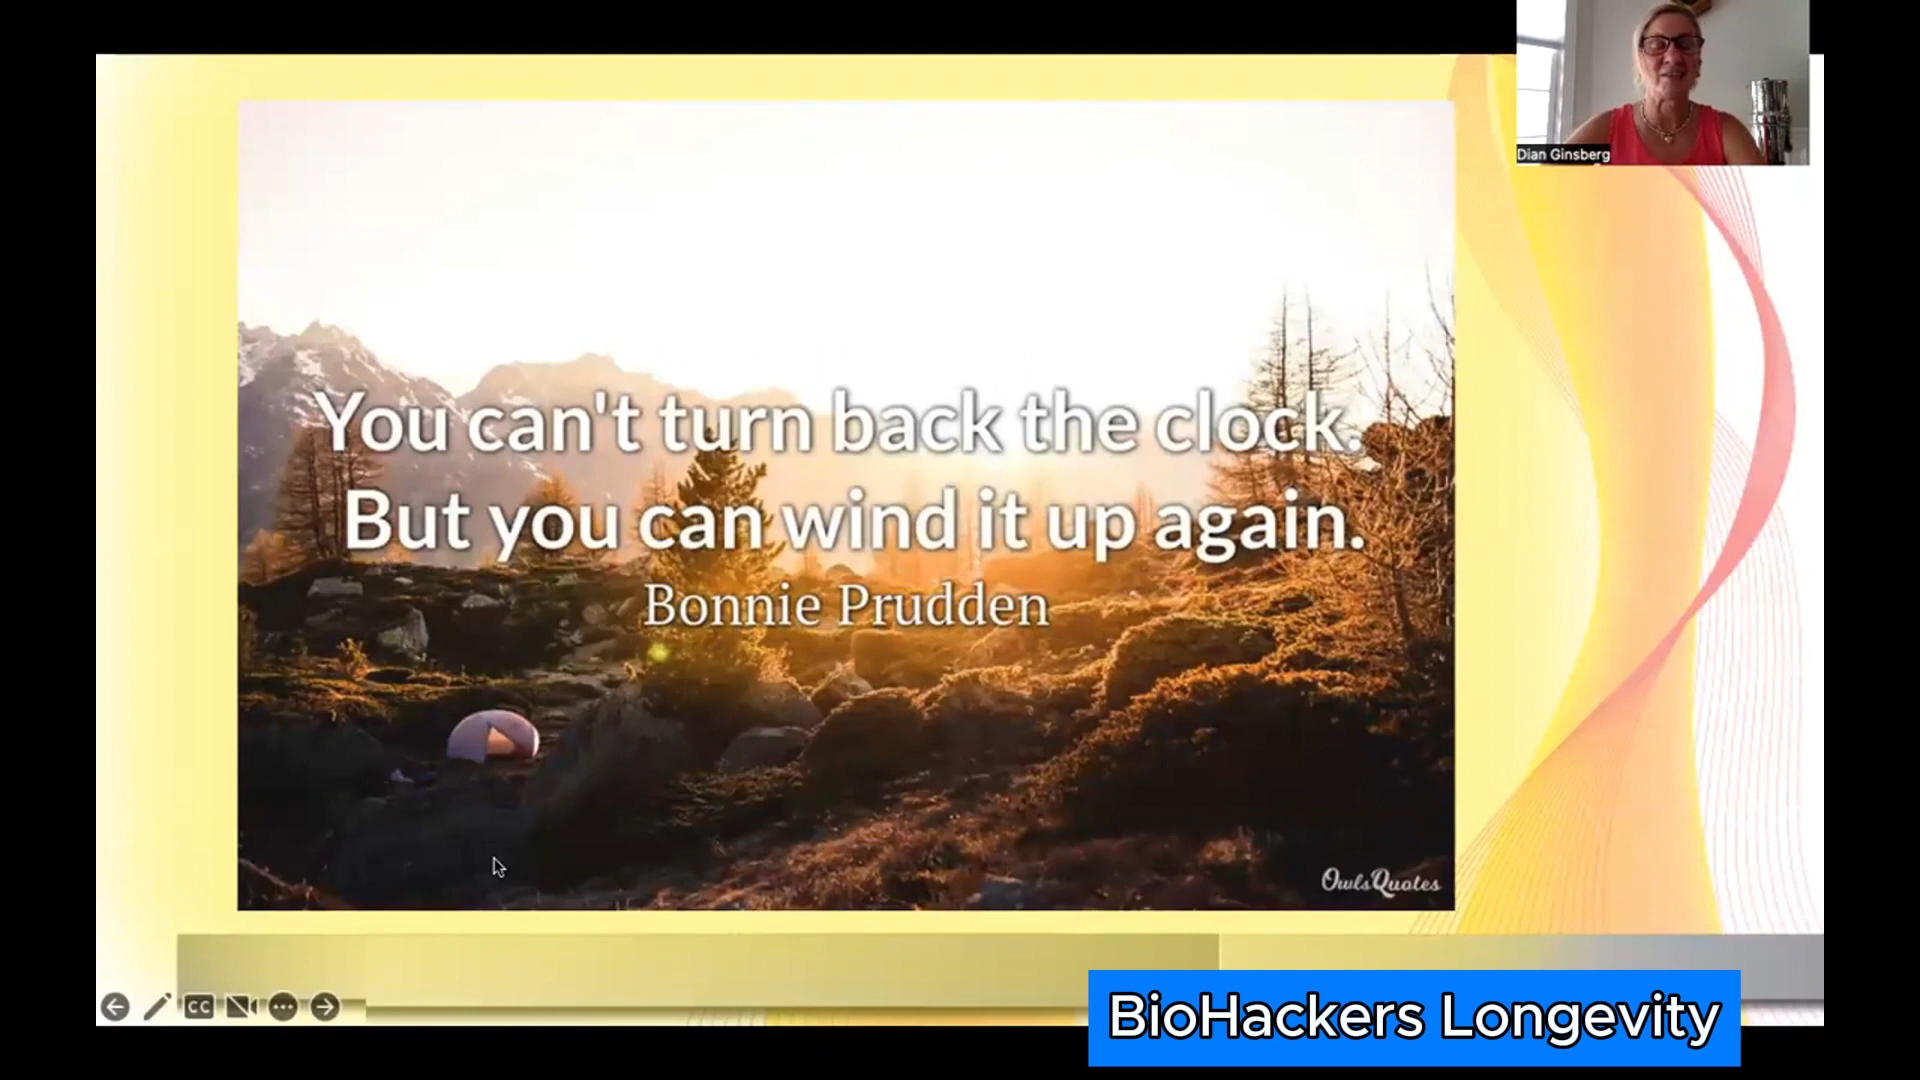 Dian Ginsberg
You can't turn back the clock.
But you can wind it up again.
Bonnie Prudden
OwlsQuotes
CC
BioHackers Longevity